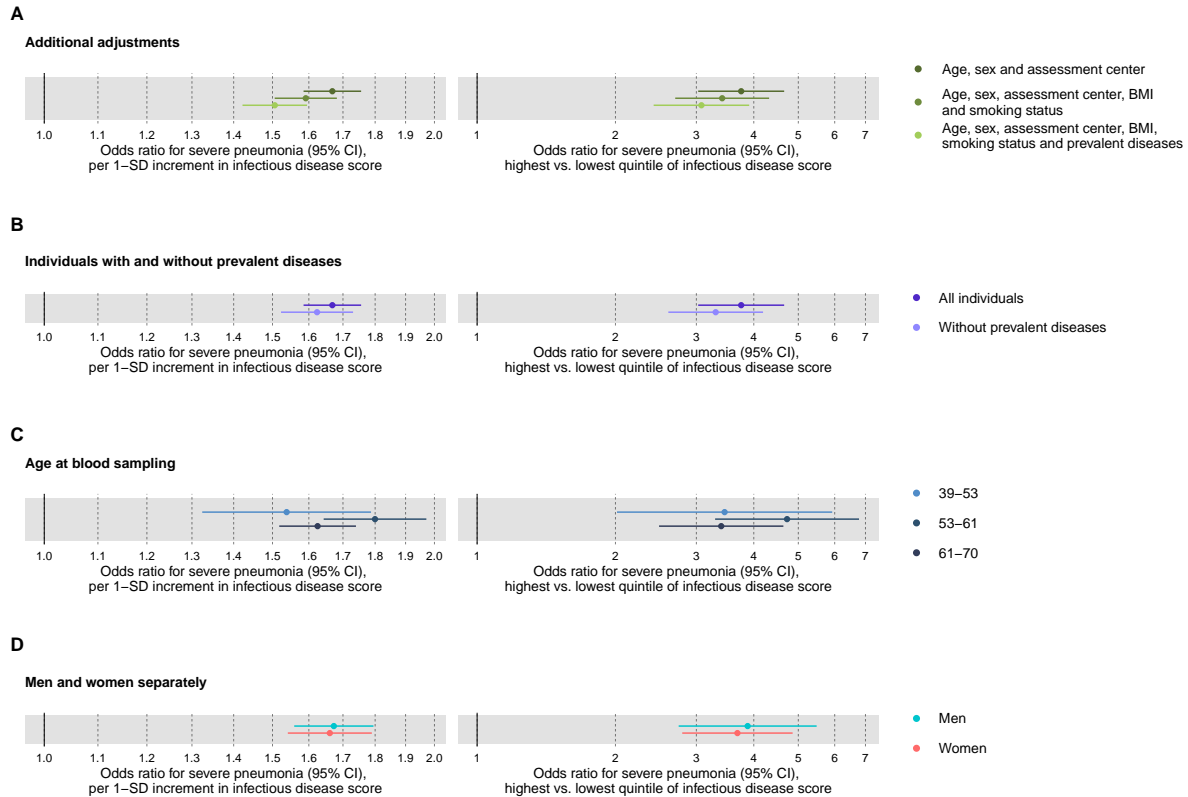 A
Additional adjustments
1.0 1.1 1.2 1.3 1.4 1.5 1.6 1.7 1.8 1.9 2.0
Odds ratio for severe pneumonia (95% CI),
per 1−SD increment in infectious disease score
1 2 3 4 5 6 7
Odds ratio for severe pneumonia (95% CI),
highest vs. lowest quintile of infectious disease score
Age, sex and assessment center
Age, sex, assessment center, BMI
and smoking status
Age, sex, assessment center, BMI,
smoking status and prevalent diseases
B
Individuals with and without prevalent diseases
1.0 1.1 1.2 1.3 1.4 1.5 1.6 1.7 1.8 1.9 2.0
Odds ratio for severe pneumonia (95% CI),
per 1−SD increment in infectious disease score
1 2 3 4 5 6 7
Odds ratio for severe pneumonia (95% CI),
highest vs. lowest quintile of infectious disease score
All individuals
Without prevalent diseases
C
Age at blood sampling
1.0 1.1 1.2 1.3 1.4 1.5 1.6 1.7 1.8 1.9 2.0
Odds ratio for severe pneumonia (95% CI),
per 1−SD increment in infectious disease score
1 2 3 4 5 6 7
Odds ratio for severe pneumonia (95% CI),
highest vs. lowest quintile of infectious disease score
39−53
53−61
61−70
D
Men and women separately
1.0 1.1 1.2 1.3 1.4 1.5 1.6 1.7 1.8 1.9 2.0
Odds ratio for severe pneumonia (95% CI),
per 1−SD increment in infectious disease score
1 2 3 4 5 6 7
Odds ratio for severe pneumonia (95% CI),
highest vs. lowest quintile of infectious disease score
Men
Women